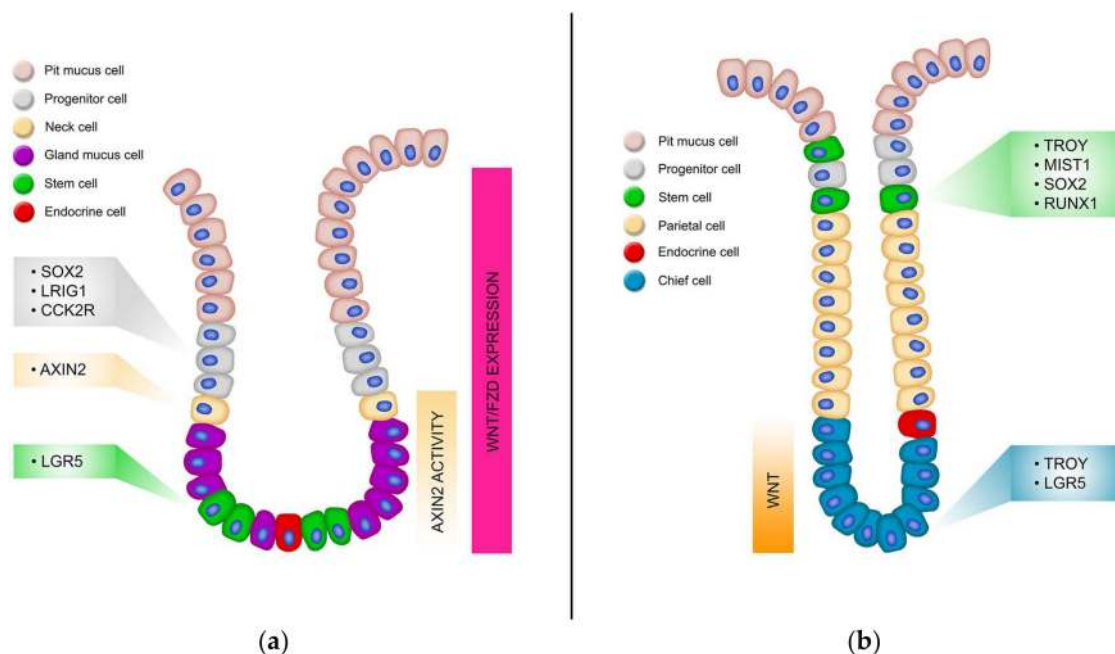 Pit mucus cell
Progenitor cell
Neck cell
Gland mucus cell
Stem cell
Endocrine cell
• SOX2
• LRIG1
• CCK2R
• AXIN2
• LGR5
AXIN2 ACTIVITY
WNT/FZD EXPRESSION
(a)
Pit mucus cell
Progenitor cell
Stem cell
Parietal cell
Endocrine cell
Chief cell
• TROY
• MIST1
• SOX2
• RUNX1
WNT
• TROY
• LGR5
(b)